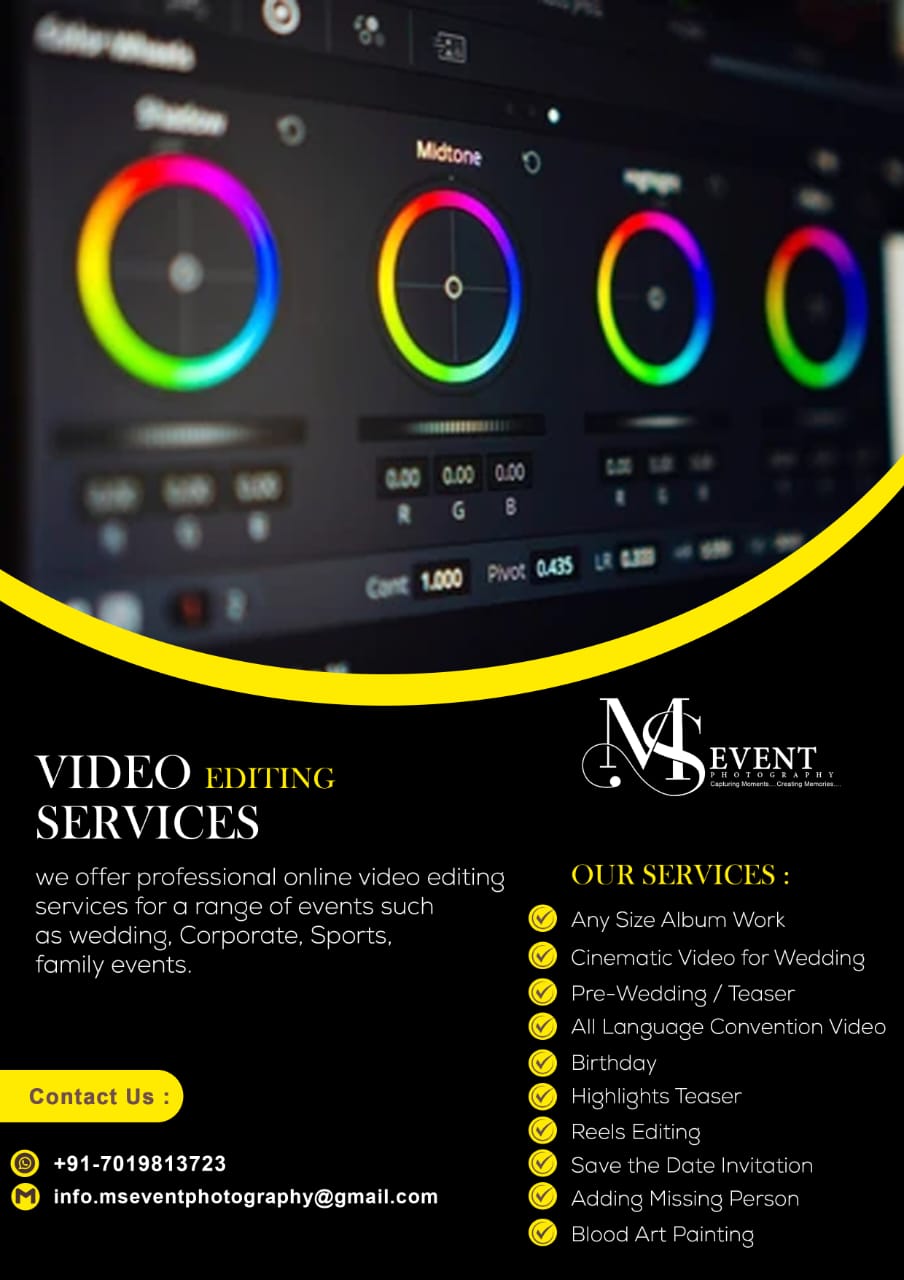 Color Wheels
Shadow
Midtone
0.00 0.00 0.00
R G B
0.00
R
Cont 1.000 Pivot 0.435 LR
MS EVENT
PHOTOGRAPHY
Capturing Moments... Creating Memories....
VIDEO EDITING
SERVICES
we offer professional online video editing
services for a range of events such
as wedding, Corporate, Sports,
family events.
OUR SERVICES :
Any Size Album Work
Cinematic Video for Wedding
Pre-Wedding / Teaser
All Language Convention Video
Birthday
Highlights Teaser
Reels Editing
Save the Date Invitation
Adding Missing Person
Blood Art Painting
Contact Us :
+91-7019813723
info.mseventphotography@gmail.com